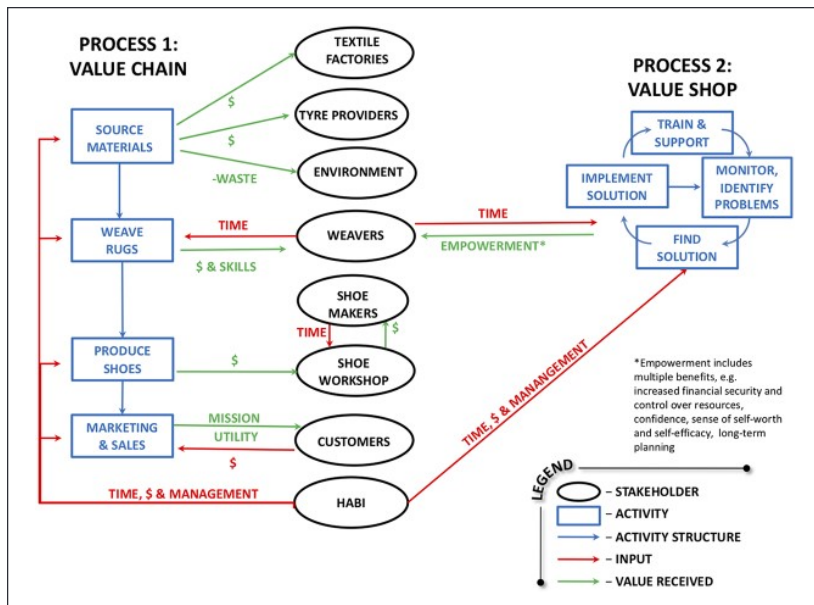 PROCESS 1:
VALUE CHAIN
SOURCE
MATERIALS
WEAVE
RUGS
PRODUCE
SHOES
MARKETING
& SALES
$
$
-WASTE
TIME
$ & SKILLS
$
MISSION
UTILITY
$
TIME, $ & MANAGEMENT
TEXTILE
FACTORIES
TYRE PROVIDERS
ENVIRONMENT
WEAVERS
SHOE
MAKERS
TIME
$
SHOE
WORKSHOP
CUSTOMERS
HABI
TIME
EMPOWERMENT*
TIME, $ & MANANGEMENT
PROCESS 2:
VALUE SHOP
TRAIN &
SUPPORT
IMPLEMENT
SOLUTION
MONITOR,
IDENTIFY
PROBLEMS
FIND
SOLUTION
*Empowerment includes
multiple benefits, e.g.
increased financial security and
control over resources,
confidence, sense of self-worth
and self-efficacy, long-term
planning
LEGEND
– STAKEHOLDER
– ACTIVITY
– ACTIVITY STRUCTURE
– INPUT
– VALUE RECEIVED